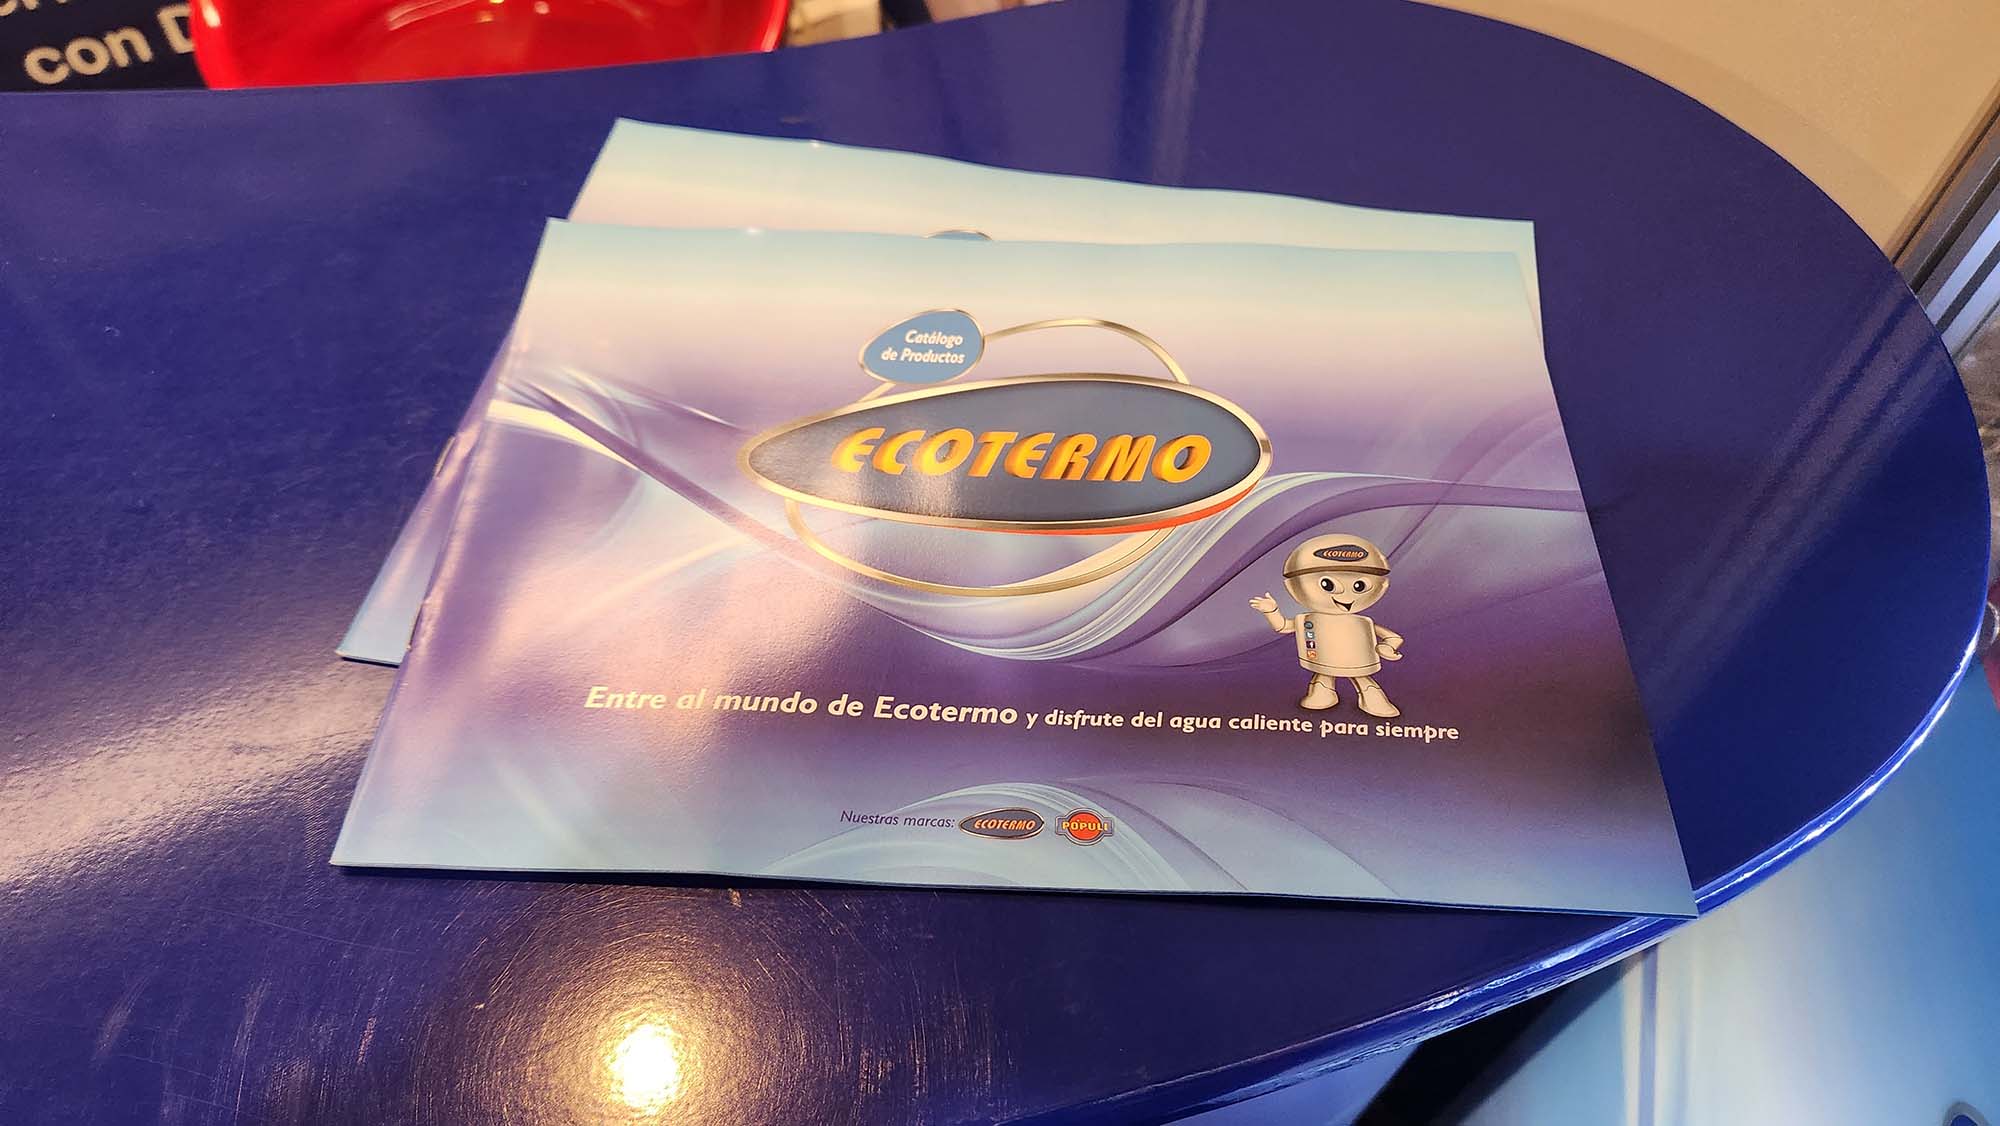 con
Catálogo
de Productos
ECOTERMO
ECOTERMO
Entre al mundo de Ecotermo y disfrute del agua caliente para siempre
Nuestras marcas: ECOTERMO POPULI